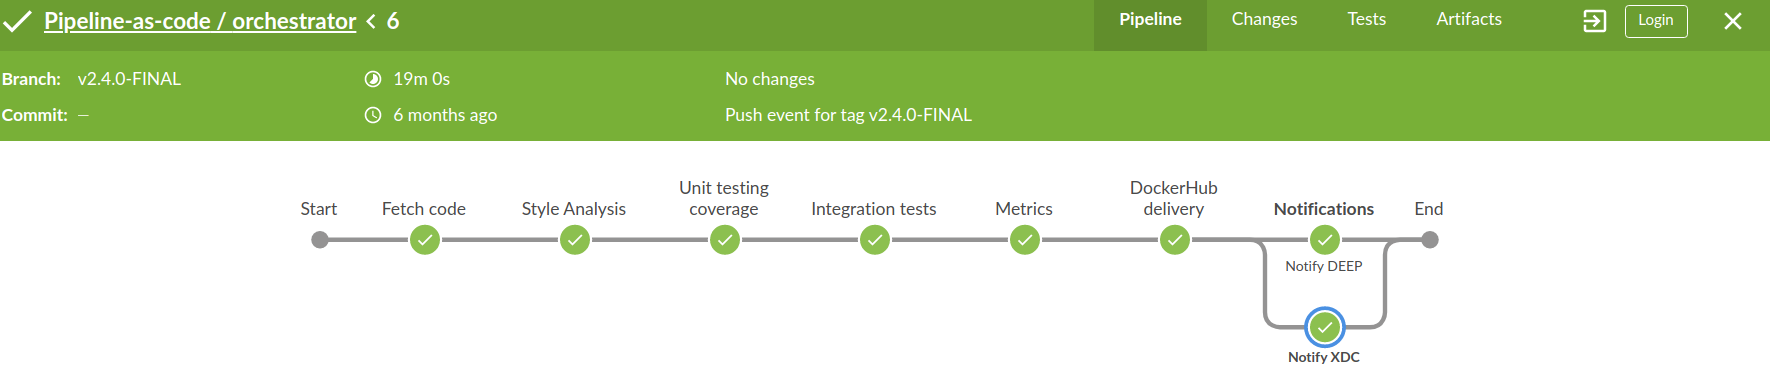 Pipeline-as-code / orchestrator < 6
Pipeline
Changes
Tests
Artifacts
Login
Branch: v2.4.0-FINAL
19m 0s
No changes
Commit: —
6 months ago
Push event for tag v2.4.0-FINAL
Start
Fetch code
Style Analysis
Unit testing
coverage
Integration tests
Metrics
DockerHub
delivery
Notifications
End
Notify DEEP
Notify XDC